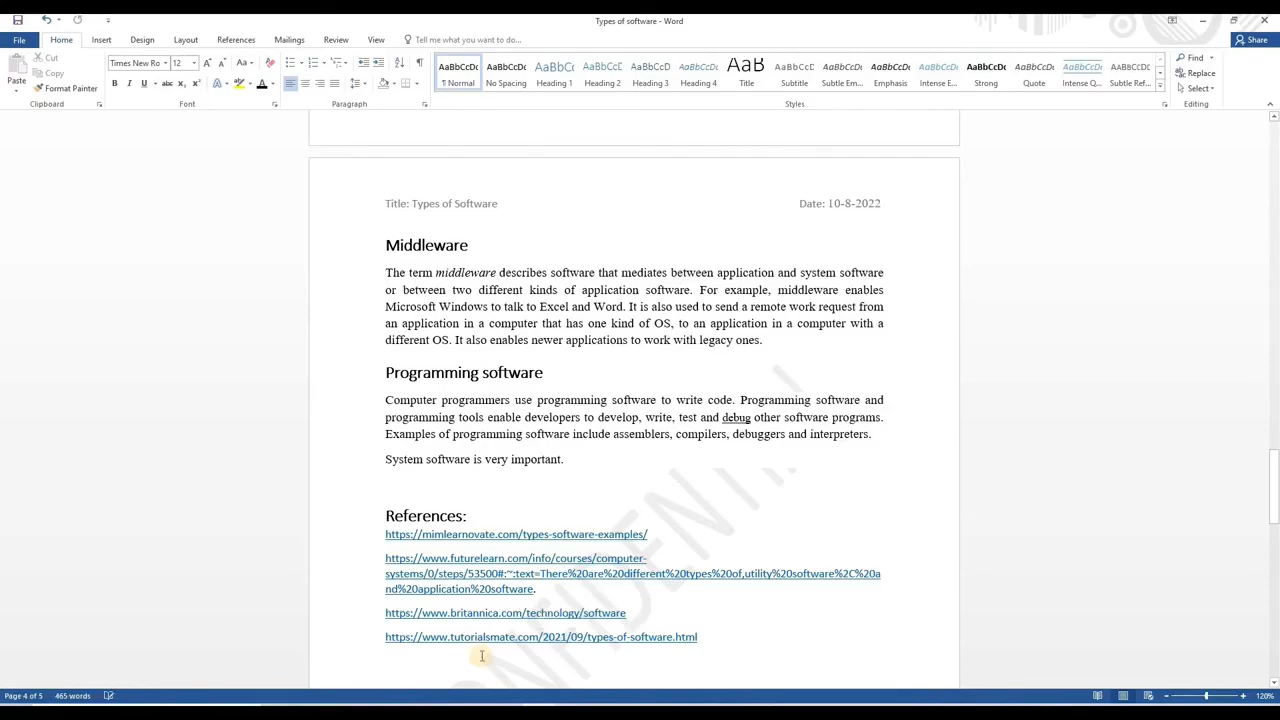 Types of software - Word
File Home Insert Design Layout References Mailings Review View Tell me what you want to do... Share
Paste Cut Copy Format Painter
Times New Ro 12
AaBbCcDc AaBbCcDc AaBbCc AaBbCcE AaBbCcD AaBbCcD AaB AaBbCcC AaBbCcDc AaBbCcDc AaBbCcDc AaBbCcDc AaBbCcDc AaBbCcDc AABBCCDC
¶ Normal No Spacing Heading 1 Heading 2 Heading 3 Heading 4 Title Subtitle Subtle Em... Emphasis Intense E... Strong Quote Intense Q... Subtle Ref...
Find
Replace
Select
Clipboard Font Paragraph Styles Editing
Title: Types of Software Date: 10-8-2022
Middleware
The term middleware describes software that mediates between application and system software
or between two different kinds of application software. For example, middleware enables
Microsoft Windows to talk to Excel and Word. It is also used to send a remote work request from
an application in a computer that has one kind of OS, to an application in a computer with a
different OS. It also enables newer applications to work with legacy ones.
Programming software
Computer programmers use programming software to write code. Programming software and
programming tools enable developers to develop, write, test and debug other software programs.
Examples of programming software include assemblers, compilers, debuggers and interpreters.
System software is very important.
References:
https://mimlearnovate.com/types-software-examples/
https://www.futurelearn.com/info/courses/computer-
systems/0/steps/53500#:~:text=There%20are%20different%20types%20of,utility%20software%2C%20a
nd%20application%20software.
https://www.britannica.com/technology/software
https://www.tutorialsmate.com/2021/09/types-of-software.html
Page 4 of 5 465 words 120%